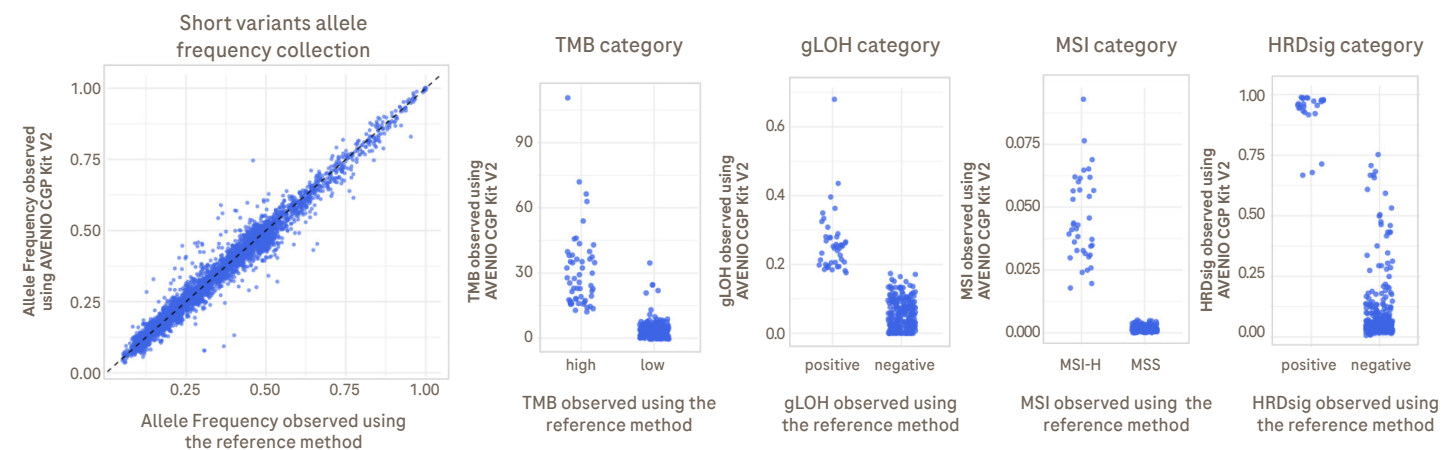 Short variants allele
frequency collection
Allele Frequency observed
using AVENIO CGP Kit V2
1.00
0.75
0.50
0.25
0.00
0.25
0.50
0.75
1.00
Allele Frequency observed using
the reference method
TMB category
TMB observed using
AVENIO CGP Kit V2
90
60
30
0
high
low
TMB observed using the
reference method
gLOH category
gLOH observed using
AVENIO CGP Kit V2
0.6
0.4
0.2
0.0
positive
negative
gLOH observed using
the reference method
MSI category
MSI observed using
AVENIO CGP Kit V2
0.075
0.050
0.025
0.000
MSI-H
MSS
MSI observed using the
reference method
HRDsig category
HRDsig observed using
AVENIO CGP Kit V2
1.00
0.75
0.50
0.25
0.00
positive
negative
HRDsig observed using
the reference method